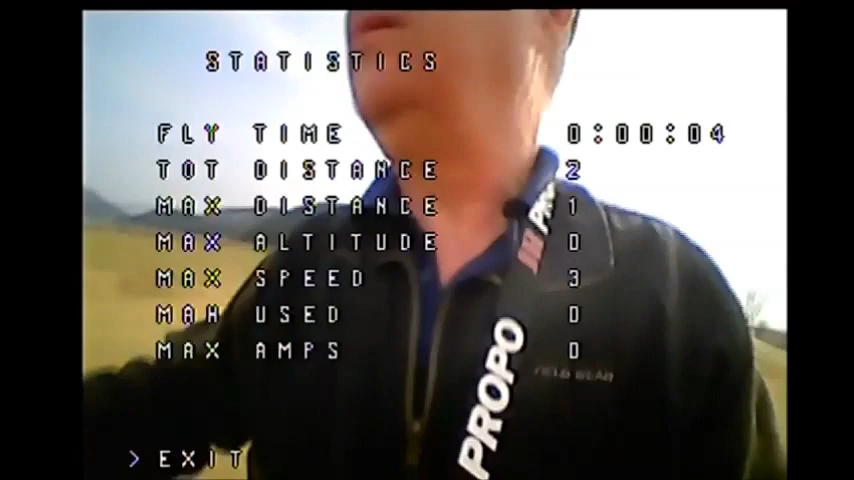 STATISTICS
FLY TIME 0:00:04
TOT DISTANCE 2
MAX DISTANCE 1
MAX ALTITUDE 0
MAX SPEED 3
MAH USED 0
MAX AMPS 0
> EXIT
PROPO
FIELD GEAR